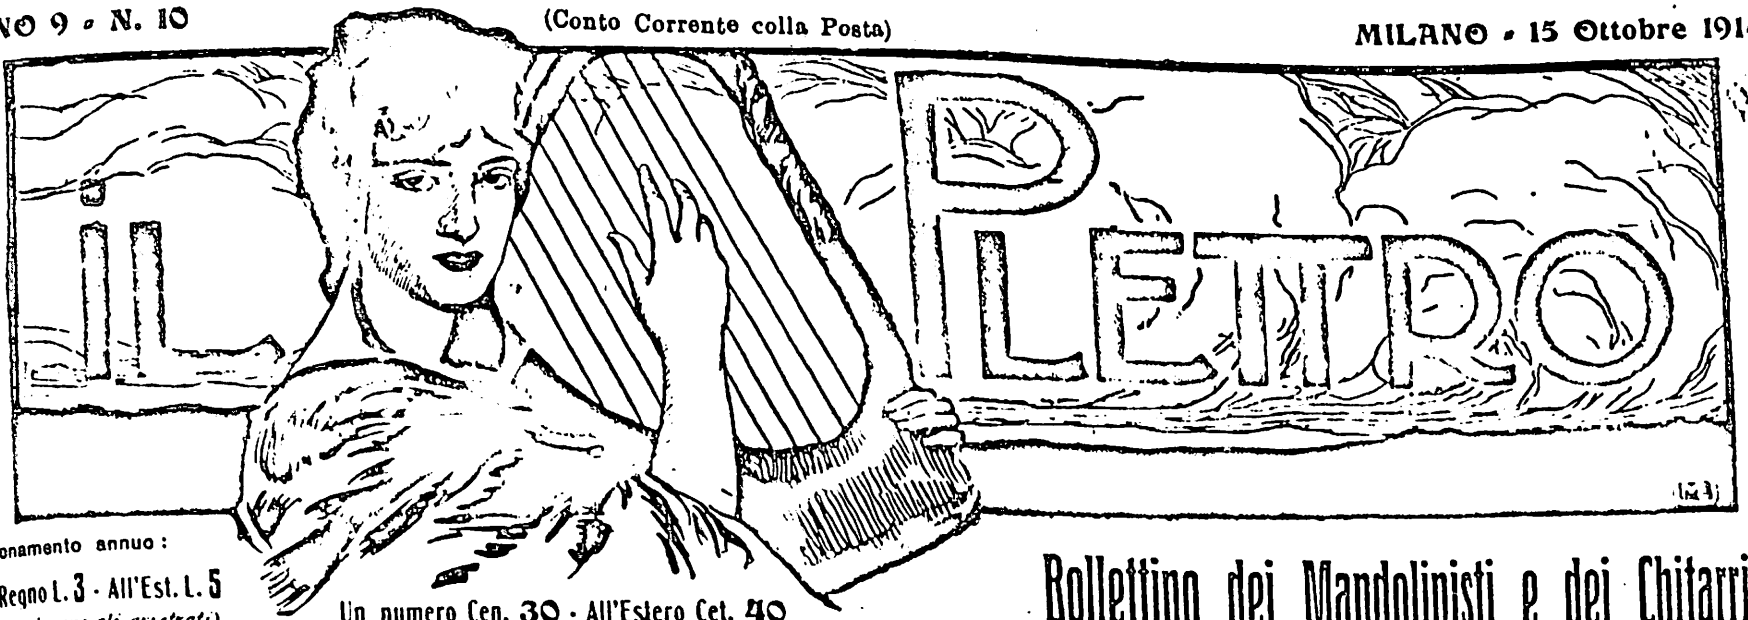 NO 9 - N. 10
(Conto Corrente colla Posta)
MILANO - 15 Ottobre 191
iL PLETTRO
onamento annuo :
Regno L. 3 - All'Est. L. 5
Un numero Cen. 30 - All'Estero Cet. 40
Bollettino dei Mandolinisti e dei Chitarri